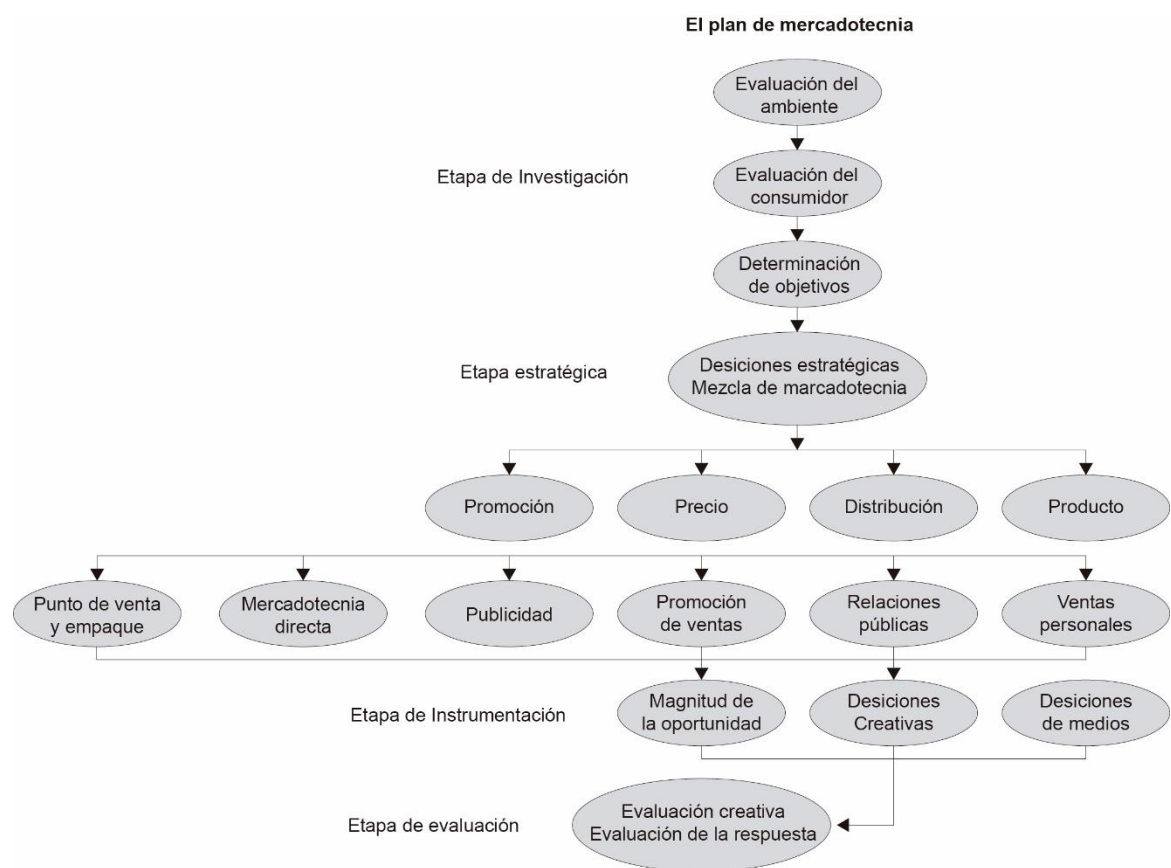 El plan de mercadotecnia
Evaluación del
ambiente
Etapa de Investigación
Evaluación del
consumidor
Determinación
de objetivos
Etapa estratégica
Desiciones estratégicas
Mezcla de marcadotecnia
Promoción
Precio
Distribución
Producto
Punto de venta
y empaque
Mercadotecnia
directa
Publicidad
Promoción
de ventas
Relaciones
públicas
Ventas
personales
Etapa de Instrumentación
Magnitud de
la oportunidad
Desiciones
Creativas
Desiciones
de medios
Etapa de evaluación
Evaluación creativa
Evaluación de la respuesta